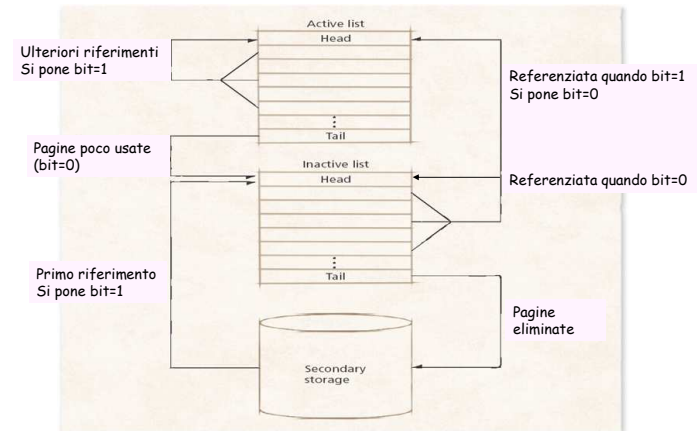 Active list
Head
Ulteriori riferimenti
Si pone bit=1
Referenziata quando bit=1
Si pone bit=0
Tail
Pagine poco usate
(bit=0)
Inactive list
Head
Referenziata quando bit=0
Primo riferimento
Si pone bit=1
Tail
Pagine
eliminate
Secondary
storage